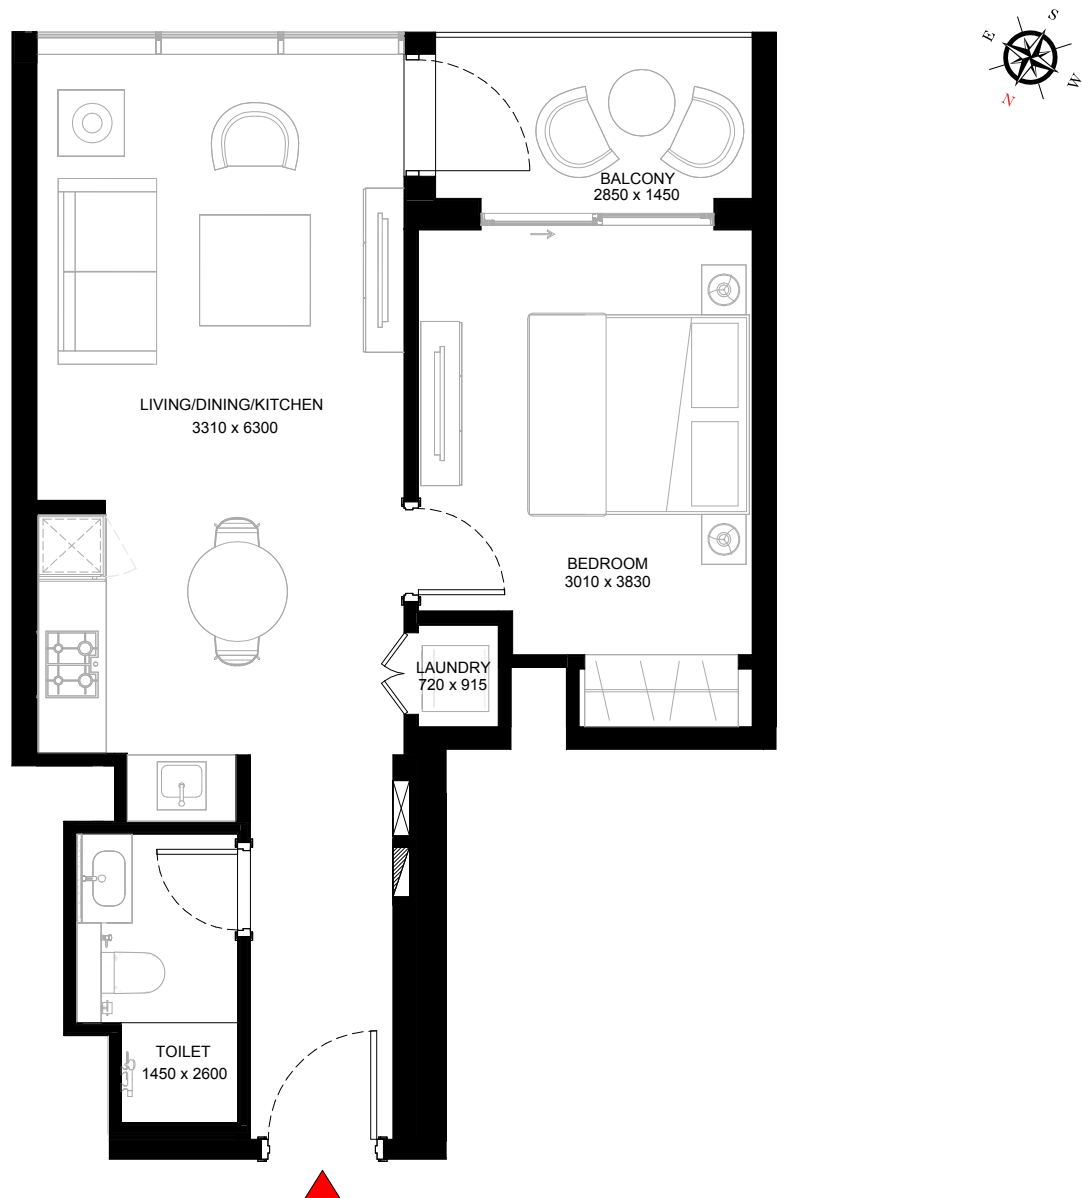 S
E
W
N
BALCONY
2850 x 1450
LIVING/DINING/KITCHEN
3310 x 6300
BEDROOM
3010 x 3830
LAUNDRY
720 x 915
TOILET
1450 x 2600